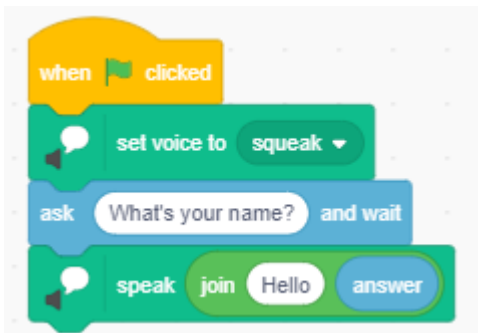 when clicked
set voice to squeak
ask What's your name? and wait
speak join Hello answer